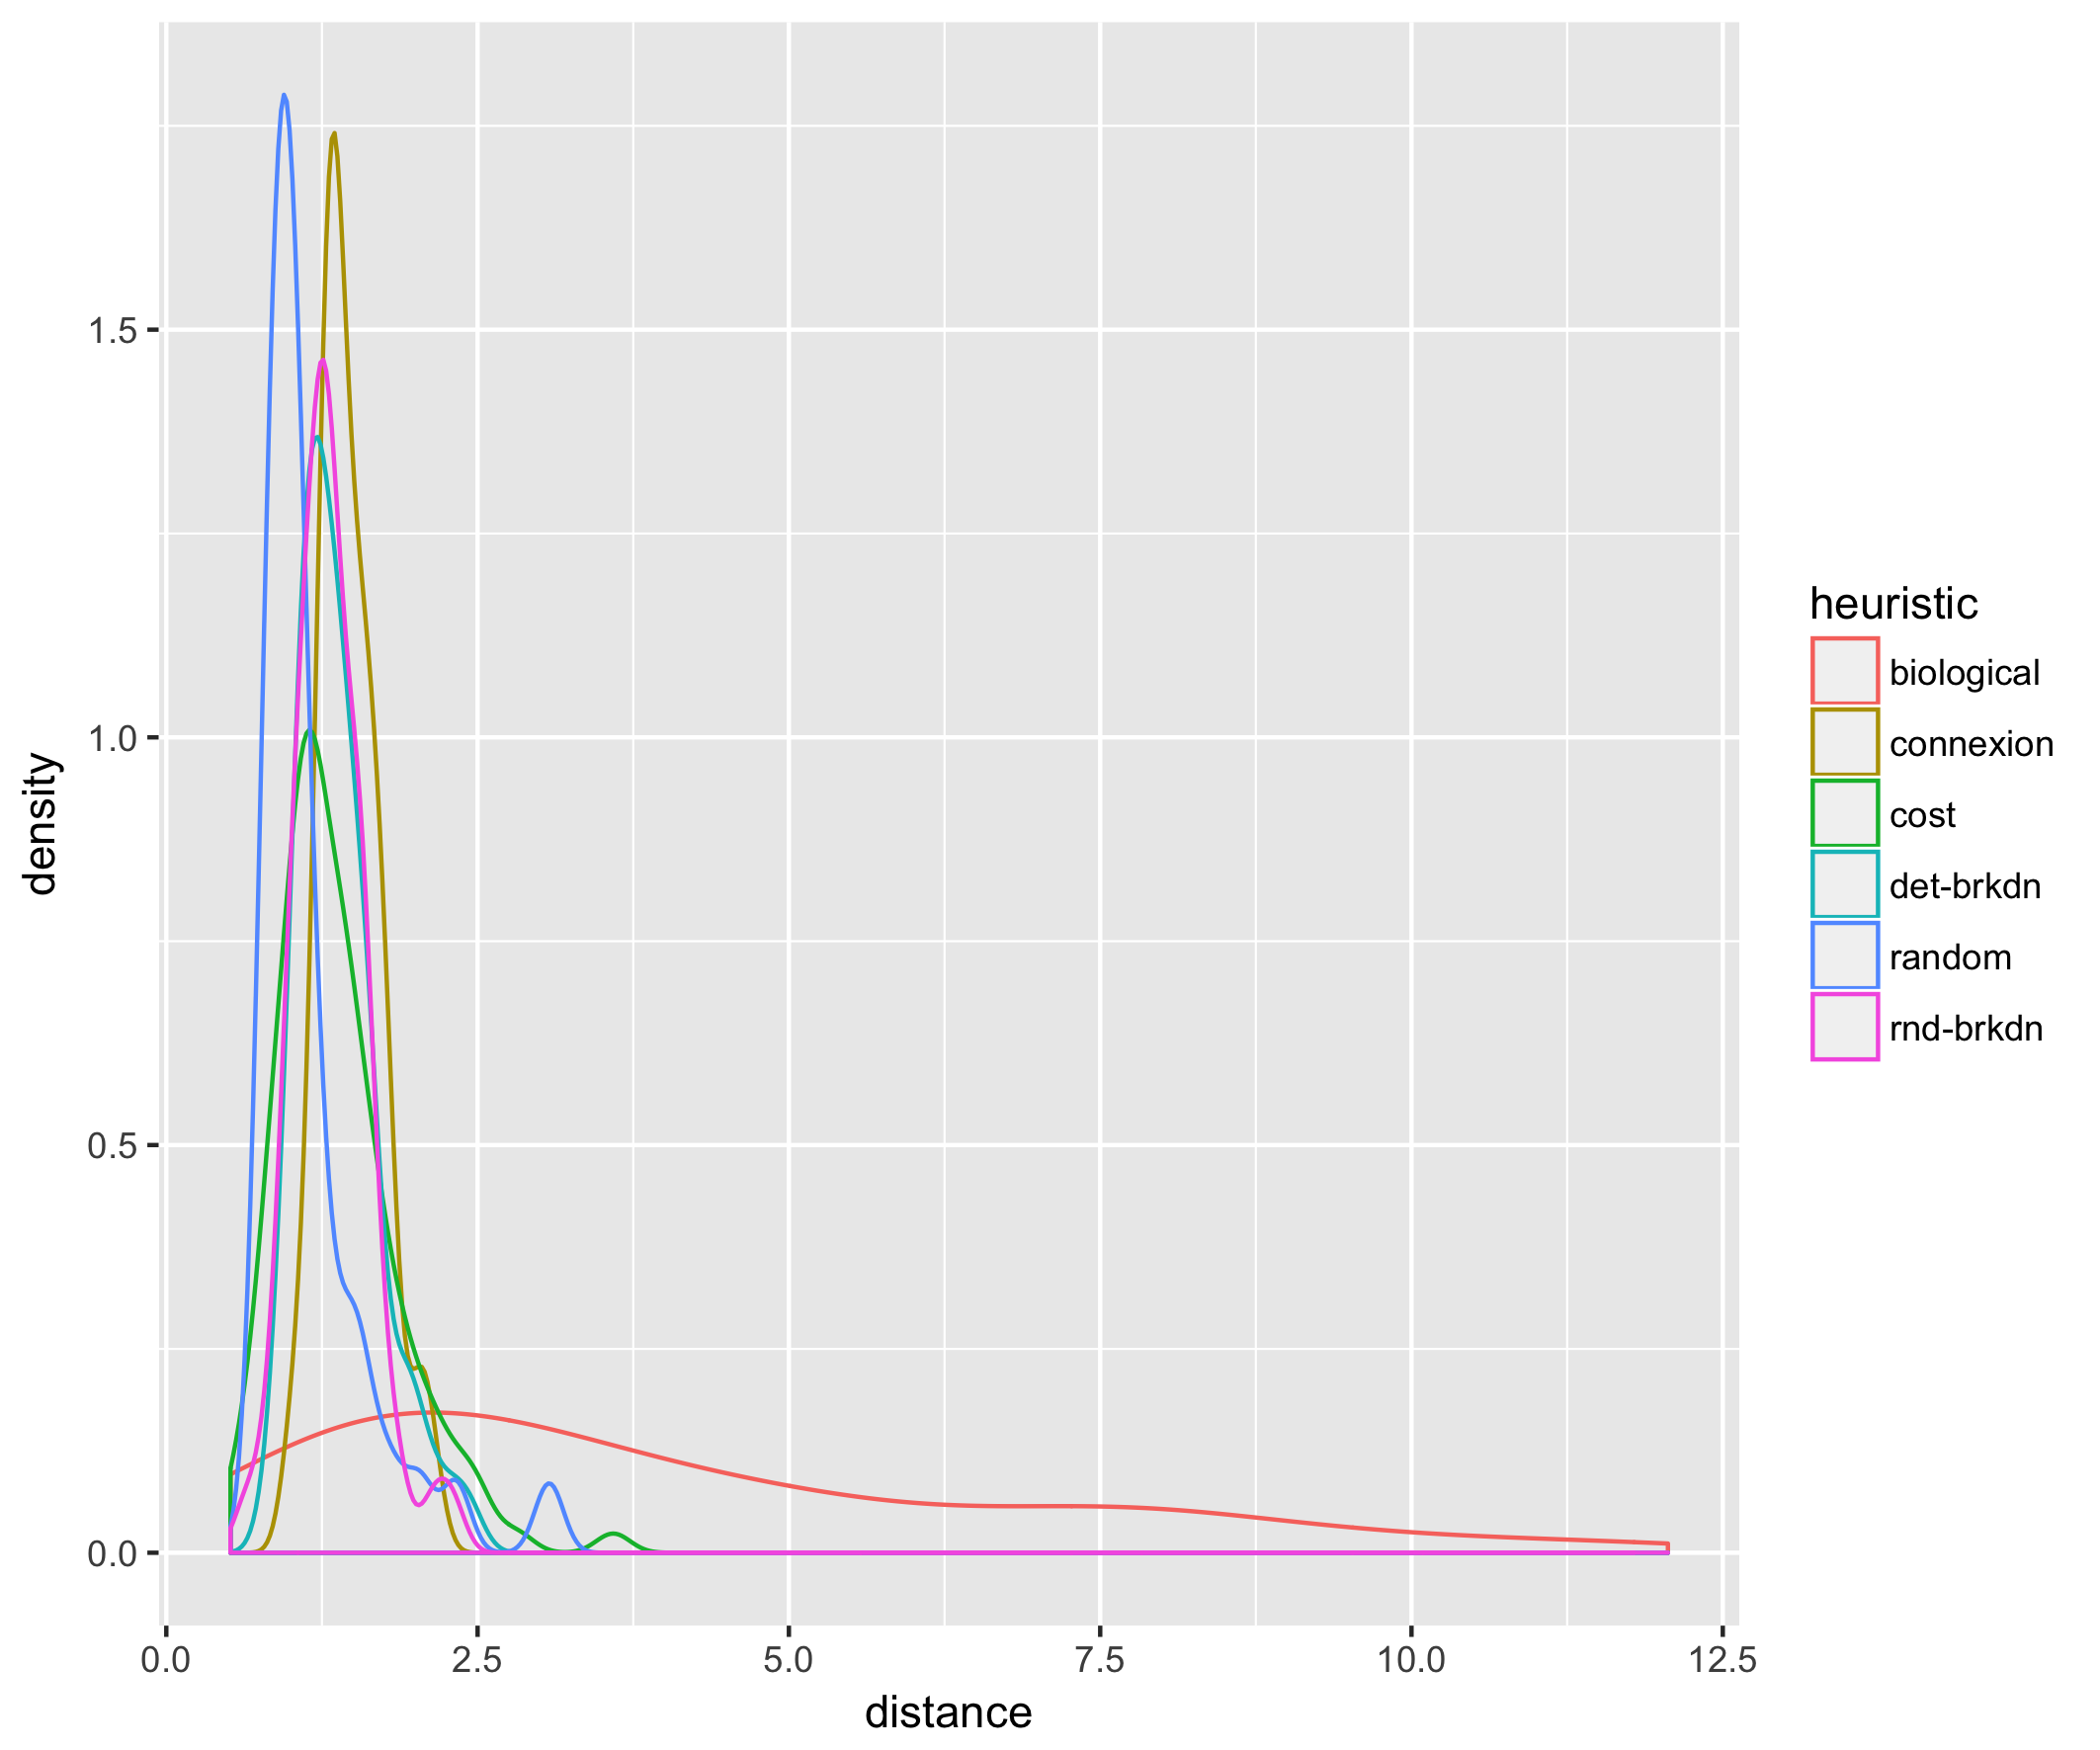 density
1.5
1.0
0.5
0.0
0.0 2.5 5.0 7.5 10.0 12.5
distance
heuristic
biological
connexion
cost
det-brkdn
random
rnd-brkdn